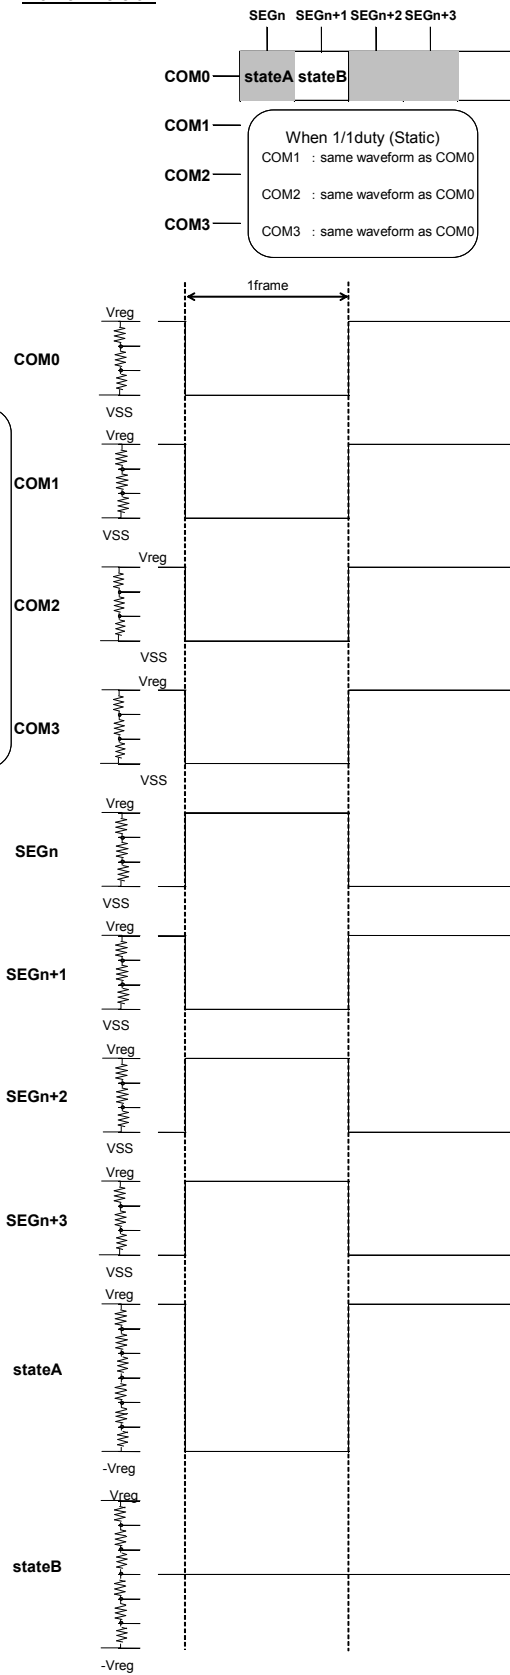 SEGn SEGn+1 SEGn+2 SEGn+3
COM0 stateA stateB
COM1
COM2
COM3
When 1/1duty (Static)
COM1 : same waveform as COM0
COM2 : same waveform as COM0
COM3 : same waveform as COM0
1frame
Vreg
COM0
VSS
Vreg
COM1
VSS
Vreg
COM2
VSS
Vreg
COM3
VSS
Vreg
SEGn
VSS
Vreg
SEGn+1
VSS
Vreg
SEGn+2
VSS
Vreg
SEGn+3
VSS
Vreg
stateA
-Vreg
Vreg
stateB
-Vreg